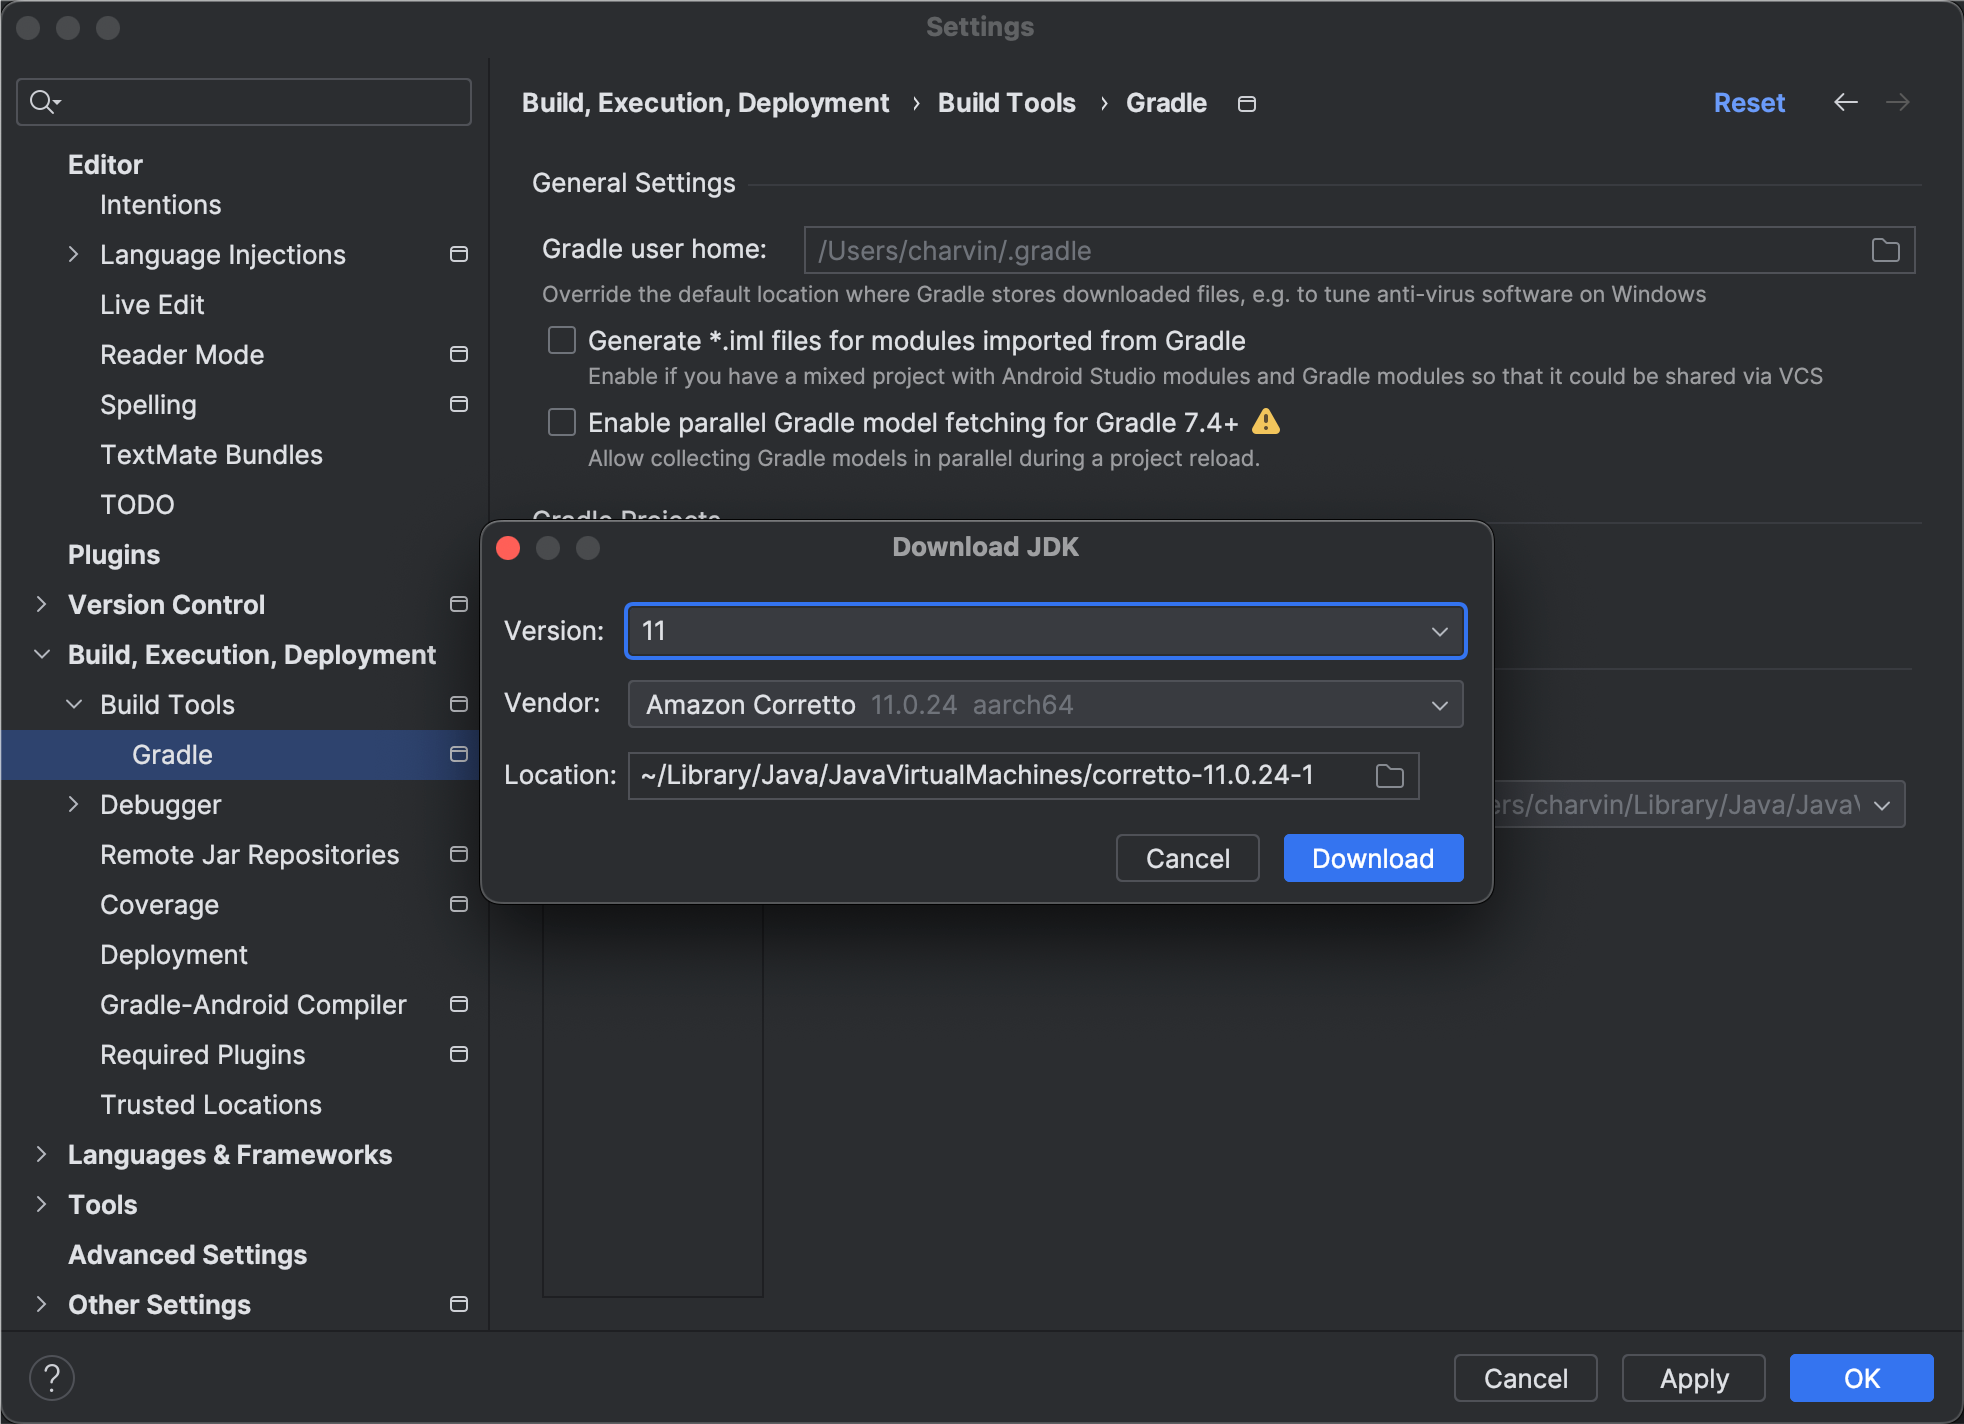 Settings
Build, Execution, Deployment › Build Tools › Gradle
Reset
Editor
Intentions
Language Injections
Live Edit
Reader Mode
Spelling
TextMate Bundles
TODO
Plugins
Version Control
Build, Execution, Deployment
Build Tools
Gradle
Debugger
Remote Jar Repositories
Coverage
Deployment
Gradle-Android Compiler
Required Plugins
Trusted Locations
Languages & Frameworks
Tools
Advanced Settings
Other Settings
General Settings
Gradle user home: /Users/charvin/.gradle
Override the default location where Gradle stores downloaded files, e.g. to tune anti-virus software on Windows
Generate *.iml files for modules imported from Gradle
Enable if you have a mixed project with Android Studio modules and Gradle modules so that it could be shared via VCS
Enable parallel Gradle model fetching for Gradle 7.4+
Allow collecting Gradle models in parallel during a project reload.
Gradle Projects
Download JDK
Version: 11
Vendor: Amazon Corretto 11.0.24 aarch64
Location: ~/Library/Java/JavaVirtualMachines/corretto-11.0.24-1
ers/charvin/Library/Java/JavaV
Cancel Download
? Cancel Apply OK